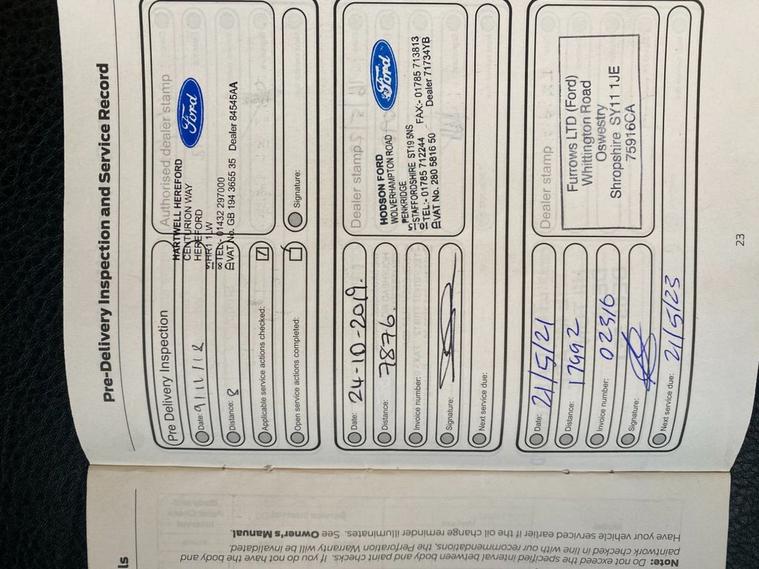 Pre-Delivery Inspection and Service Record
Pre Delivery Inspection
Date: 9/11/18
Distance: 8
Applicable service actions checked:
Open service actions completed:
Authorised dealer stamp
HARTWELL HEREFORD
CENTURION WAY
HEREFORD
HR1 1LW
TEL:- 01432 297000
VAT No. GB 194 3655 35 Dealer 84545AA
Ford
Signature:
Date: 24-10-2019.
Distance: 7876.
Invoice number:
Signature:
Next service due:
Dealer stamp
HODSON FORD
WOLVERHAMPTON ROAD
PENKRIDGE
STAFFORDSHIRE ST19 5NS
TEL:- 01785 712244 FAX:- 01785 713813
VAT No. 280 5816 50 Dealer 71734YB
Ford
Date: 21/5/21
Distance: 17992
Invoice number: 02316
Signature:
Next service due: 21/5/23
Dealer stamp
Furrows LTD (Ford)
Whittington Road
Oswestry
Shropshire SY11 1JE
75916CA
23
ls
Note: Do not exceed the specified interval between body and paint checks. If you do not have the body and
paintwork checked in line with our recommendations, the Perforation Warranty will be invalidated.
Have your vehicle serviced earlier if the oil change reminder illuminates. See Owner's Manual.